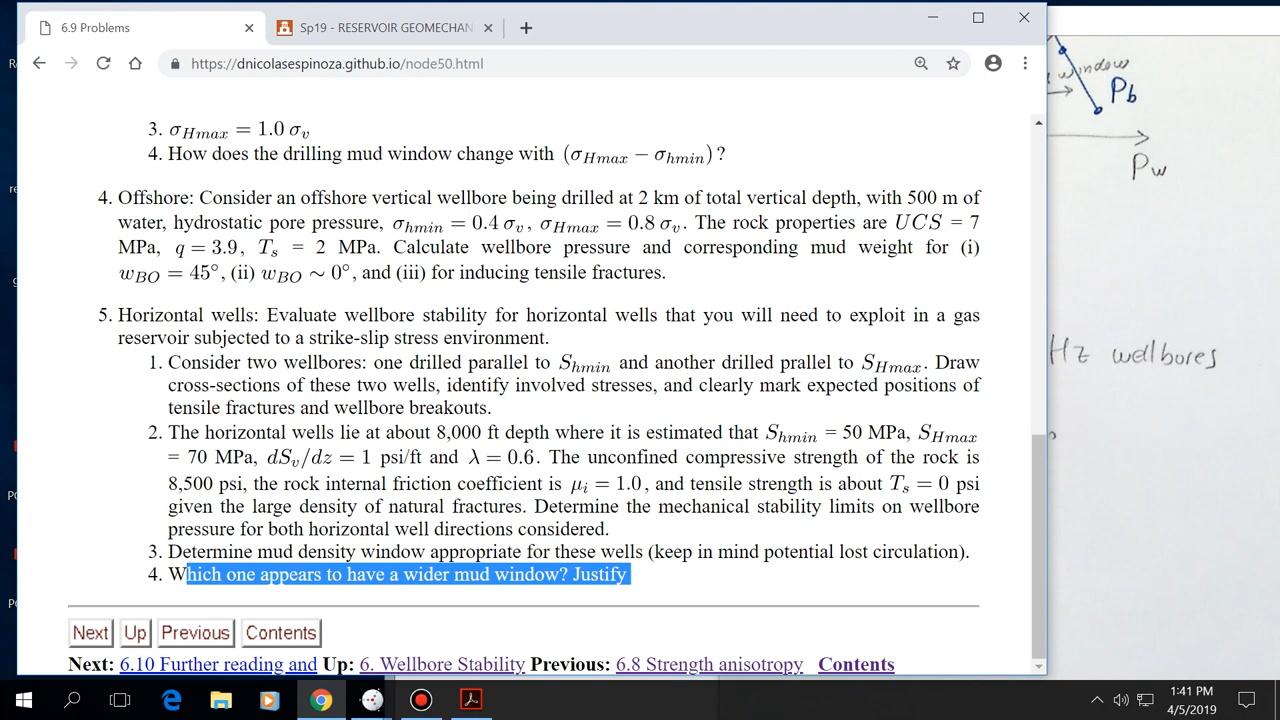 6.9 Problems
Sp19 - RESERVOIR GEOMECHAN
https://dnicolasespinoza.github.io/node50.html
window
Pb
Pw
3. σHmax = 1.0 σv
4. How does the drilling mud window change with (σHmax − σhmin)?
4. Offshore: Consider an offshore vertical wellbore being drilled at 2 km of total vertical depth, with 500 m of
water, hydrostatic pore pressure, σhmin = 0.4 σv, σHmax = 0.8 σv. The rock properties are UCS = 7
MPa, q = 3.9, Ts = 2 MPa. Calculate wellbore pressure and corresponding mud weight for (i)
wBO = 45°, (ii) wBO ∼ 0°, and (iii) for inducing tensile fractures.
5. Horizontal wells: Evaluate wellbore stability for horizontal wells that you will need to exploit in a gas
reservoir subjected to a strike-slip stress environment.
1. Consider two wellbores: one drilled parallel to Shmin and another drilled prallel to SHmax. Draw
cross-sections of these two wells, identify involved stresses, and clearly mark expected positions of
tensile fractures and wellbore breakouts.
Hz wellbores
2. The horizontal wells lie at about 8,000 ft depth where it is estimated that Shmin = 50 MPa, SHmax
= 70 MPa, dSv/dz = 1 psi/ft and λ = 0.6. The unconfined compressive strength of the rock is
8,500 psi, the rock internal friction coefficient is μi = 1.0, and tensile strength is about Ts = 0 psi
given the large density of natural fractures. Determine the mechanical stability limits on wellbore
pressure for both horizontal well directions considered.
3. Determine mud density window appropriate for these wells (keep in mind potential lost circulation).
4. Which one appears to have a wider mud window? Justify
Next Up Previous Contents
Next: 6.10 Further reading and Up: 6. Wellbore Stability Previous: 6.8 Strength anisotropy Contents
1:41 PM
4/5/2019